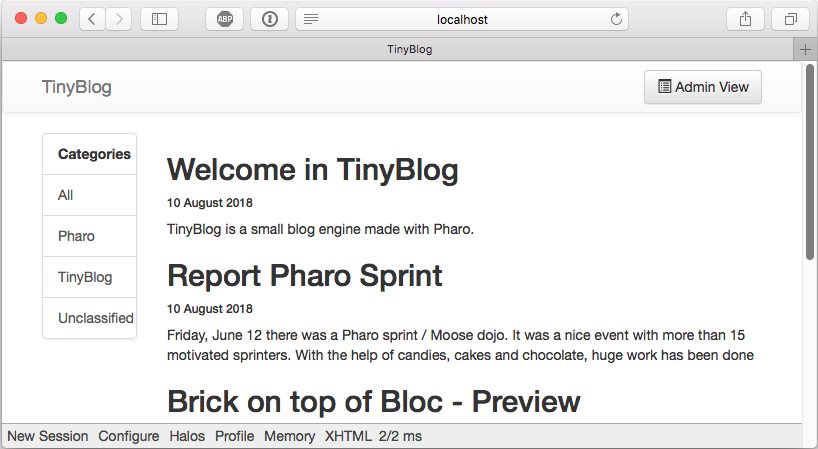 ABP
localhost
TinyBlog
TinyBlog
Admin View
Categories
All
Pharo
TinyBlog
Unclassified
Welcome in TinyBlog
10 August 2018
TinyBlog is a small blog engine made with Pharo.
Report Pharo Sprint
10 August 2018
Friday, June 12 there was a Pharo sprint / Moose dojo. It was a nice event with more than 15
motivated sprinters. With the help of candies, cakes and chocolate, huge work has been done
Brick on top of Bloc - Preview
New Session Configure Halos Profile Memory XHTML 2/2 ms